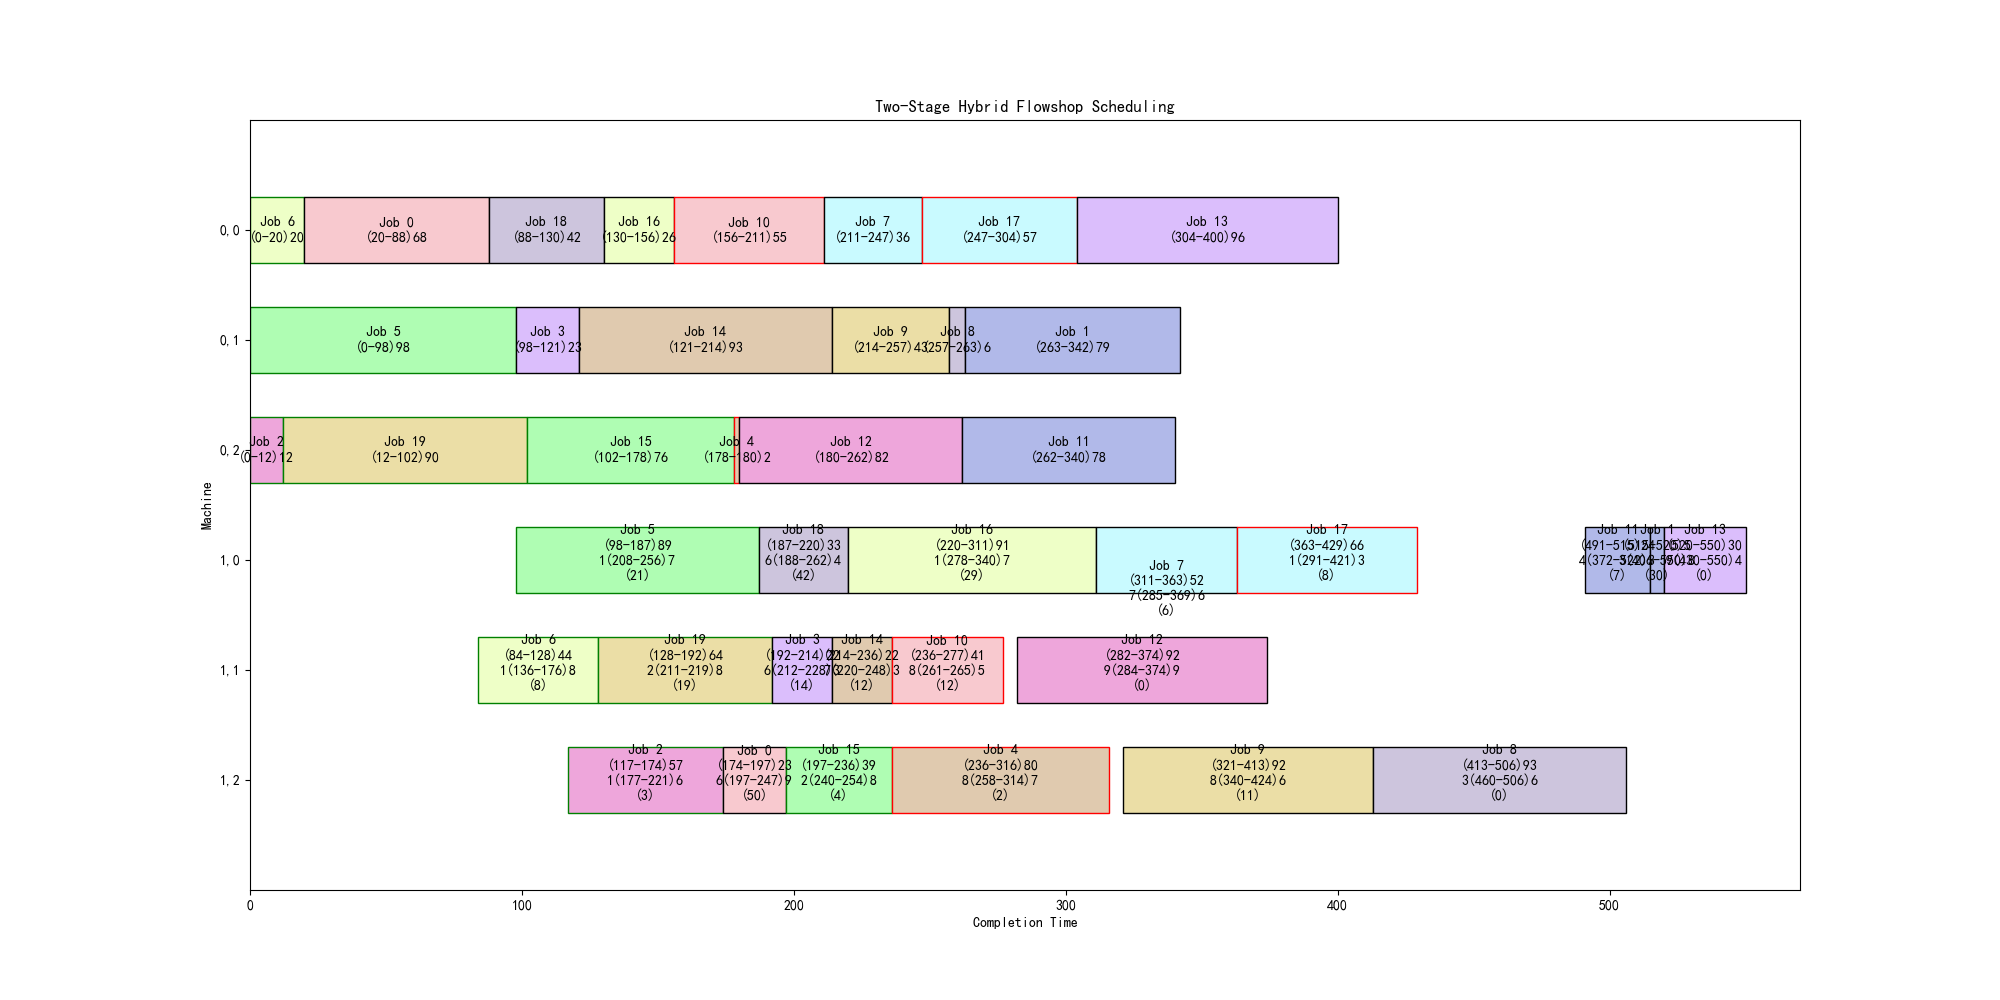 Two-Stage Hybrid Flowshop Scheduling
0,0
Job 6
(0-20)20
Job 0
(20-88)68
Job 18
(88-130)42
Job 16
(130-156)26
Job 10
(156-211)55
Job 7
(211-247)36
Job 17
(247-304)57
Job 13
(304-400)96
0,1
Job 5
(0-98)98
Job 3
(98-121)23
Job 14
(121-214)93
Job 9
(214-257)43
Job 8
(257-263)6
Job 1
(263-342)79
0,2
Job 2
(0-12)12
Job 19
(12-102)90
Job 15
(102-178)76
Job 4
(178-180)2
Job 12
(180-262)82
Job 11
(262-340)78
Machine
1,0
Job 5
(98-187)89
1(208-256)7
(21)
Job 18
(187-220)33
6(188-262)4
(42)
Job 16
(220-311)91
1(278-340)7
(29)
Job 7
(311-363)52
7(285-369)6
(6)
Job 17
(363-429)66
1(291-421)3
(8)
Job 11
(491-515)24
(7)
Job 1
(30)
Job 13
(520-550)30
(0)
1,1
Job 6
(84-128)44
1(136-176)8
(8)
Job 19
(128-192)64
2(211-219)8
(19)
Job 3
(192-214)22
6(212-228)3
(14)
Job 14
(214-236)22
(12)
Job 10
(236-277)41
8(261-265)5
(12)
Job 12
(282-374)92
9(284-374)9
(0)
1,2
Job 2
(117-174)57
1(177-221)6
(3)
Job 0
(174-197)23
6(197-247)9
(50)
Job 15
(197-236)39
2(240-254)8
(4)
Job 4
(236-316)80
8(258-314)7
(2)
Job 9
(321-413)92
8(340-424)6
(11)
Job 8
(413-506)93
3(460-506)6
(0)
0
100
200
300
400
500
Completion Time